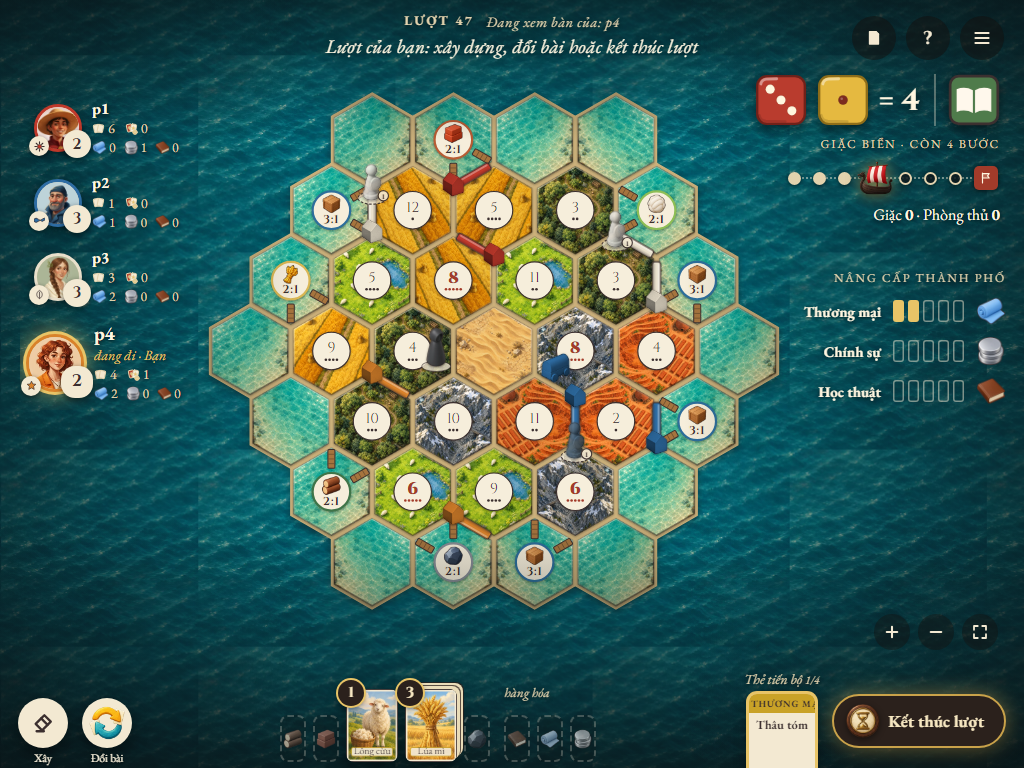 LƯỢT 47 Đang xem bàn của: p4
Lượt của bạn: xây dựng, đổi bài hoặc kết thúc lượt
?
= 4
GIẶC BIỂN · CÒN 4 BƯỚC
Giặc 0 · Phòng thủ 0
NÂNG CẤP THÀNH PHỐ
Thương mại
Chính sự
Học thuật
p1
6 0
2
0 1 0
p2
1 0
3
1 0 0
p3
3 0
3
2 0 0
p4
đang đi · Bạn
4 1
2
2 0 0
2:1
3:1
12
5
3
2:1
2:1
5
8
11
3
3:1
9
4
8
4
10
10
11
2
3:1
2:1
6
9
6
2:1
3:1
Xây
Đổi bài
1
Lông cừu
3
Lúa mì
hàng hóa
Thẻ tiến bộ 1/4
THƯƠNG MẠ
Thâu tóm
Kết thúc lượt